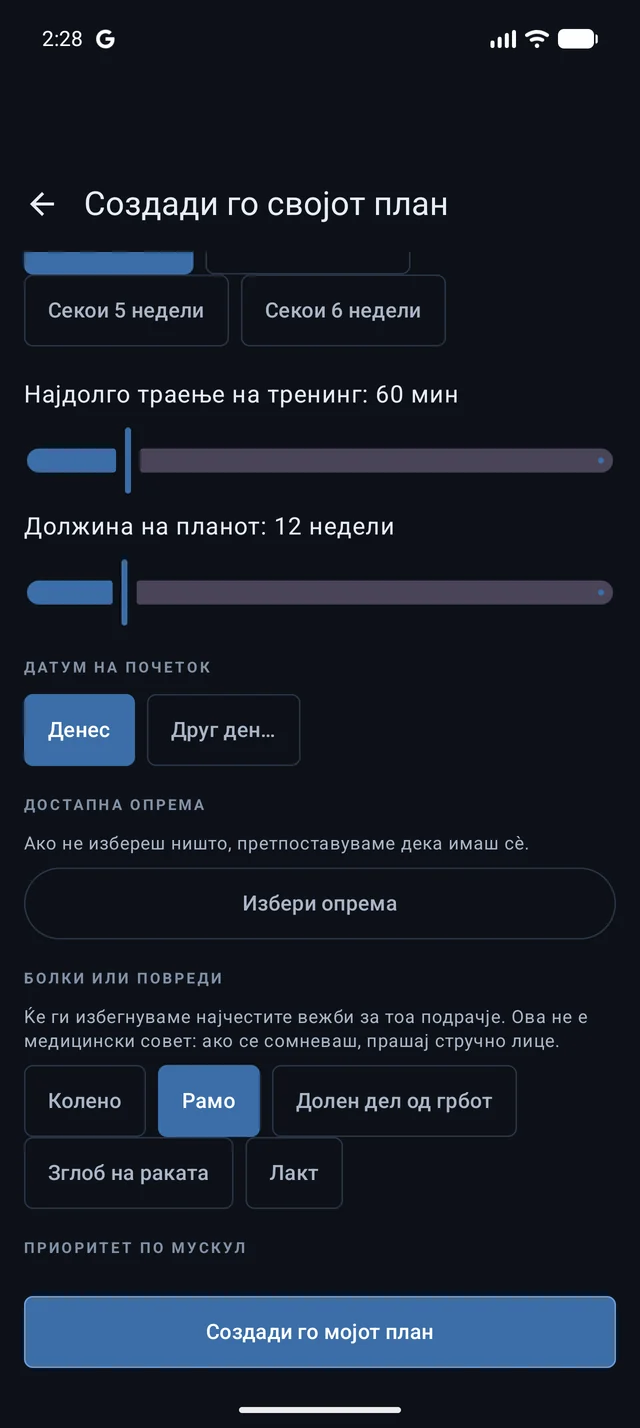 2:28
Создади го својот план
Секои 5 недели
Секои 6 недели
Најдолго траење на тренинг: 60 мин
Должина на планот: 12 недели
ДАТУМ НА ПОЧЕТОК
Денес
Друг ден…
ДОСТАПНА ОПРЕМА
Ако не избереш ништо, претпоставуваме дека имаш сѐ.
Избери опрема
БОЛКИ ИЛИ ПОВРЕДИ
Ќе ги избегнуваме најчестите вежби за тоа подрачје. Ова не е
медицински совет: ако се сомневаш, прашај стручно лице.
Колено
Рамо
Долен дел од грбот
Зглоб на раката
Лакт
ПРИОРИТЕТ ПО МУСКУЛ
Создади го мојот план